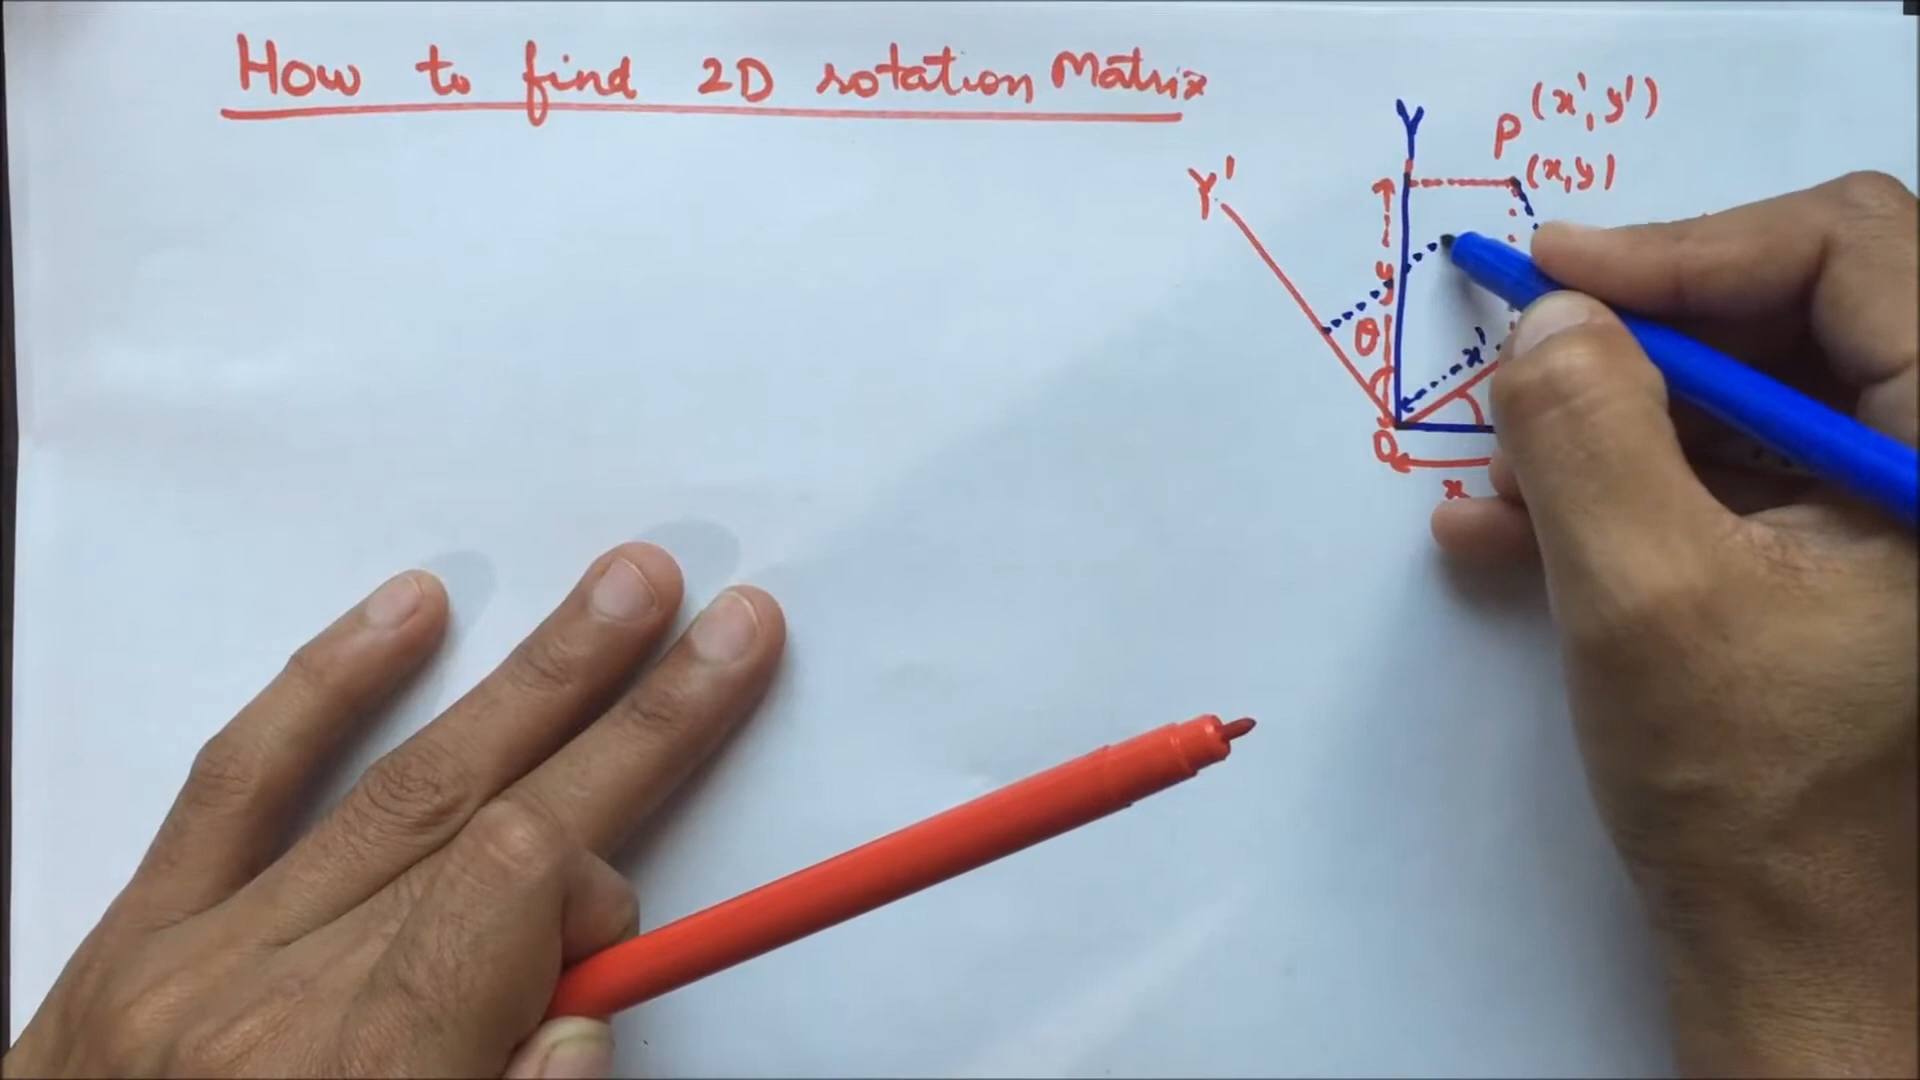 How to find 2D rotation Matrix
Y
P (x', y')
(x, y)
Y'
y
θ
x'
O
x